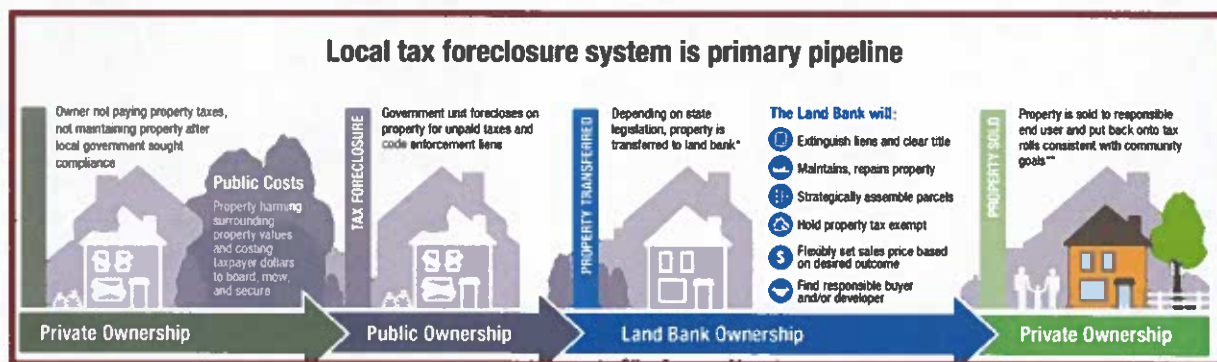 Local tax foreclosure system is primary pipeline
Owner not paying property taxes,
not maintaining property after
local government sought
compliance
Public Costs
Property harming
surrounding
property values
and costing
taxpayer dollars
to board, mow,
and secure
Private Ownership
TAX FORECLOSURE
Government unit forecloses on
property for unpaid taxes and
code enforcement liens
Public Ownership
PROPERTY TRANSFERRED
Depending on state
legislation, property is
transferred to land bank*
The Land Bank will:
Extinguish liens and clear title
Maintains, repairs property
Strategically assemble parcels
Hold property tax exempt
$ Flexibly set sales price based
on desired outcome
Find responsible buyer
and/or developer
Land Bank Ownership
PROPERTY SOLD
Property is sold to responsible
end user and put back onto tax
rolls consistent with community
goals**
Private Ownership